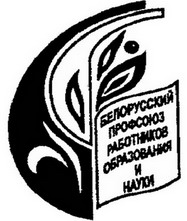 БЕЛОРУССКИЙ
ПРОФСОЮЗ
РАБОТНИКОВ
ОБРАЗОВАНИЯ
И
НАУКИ